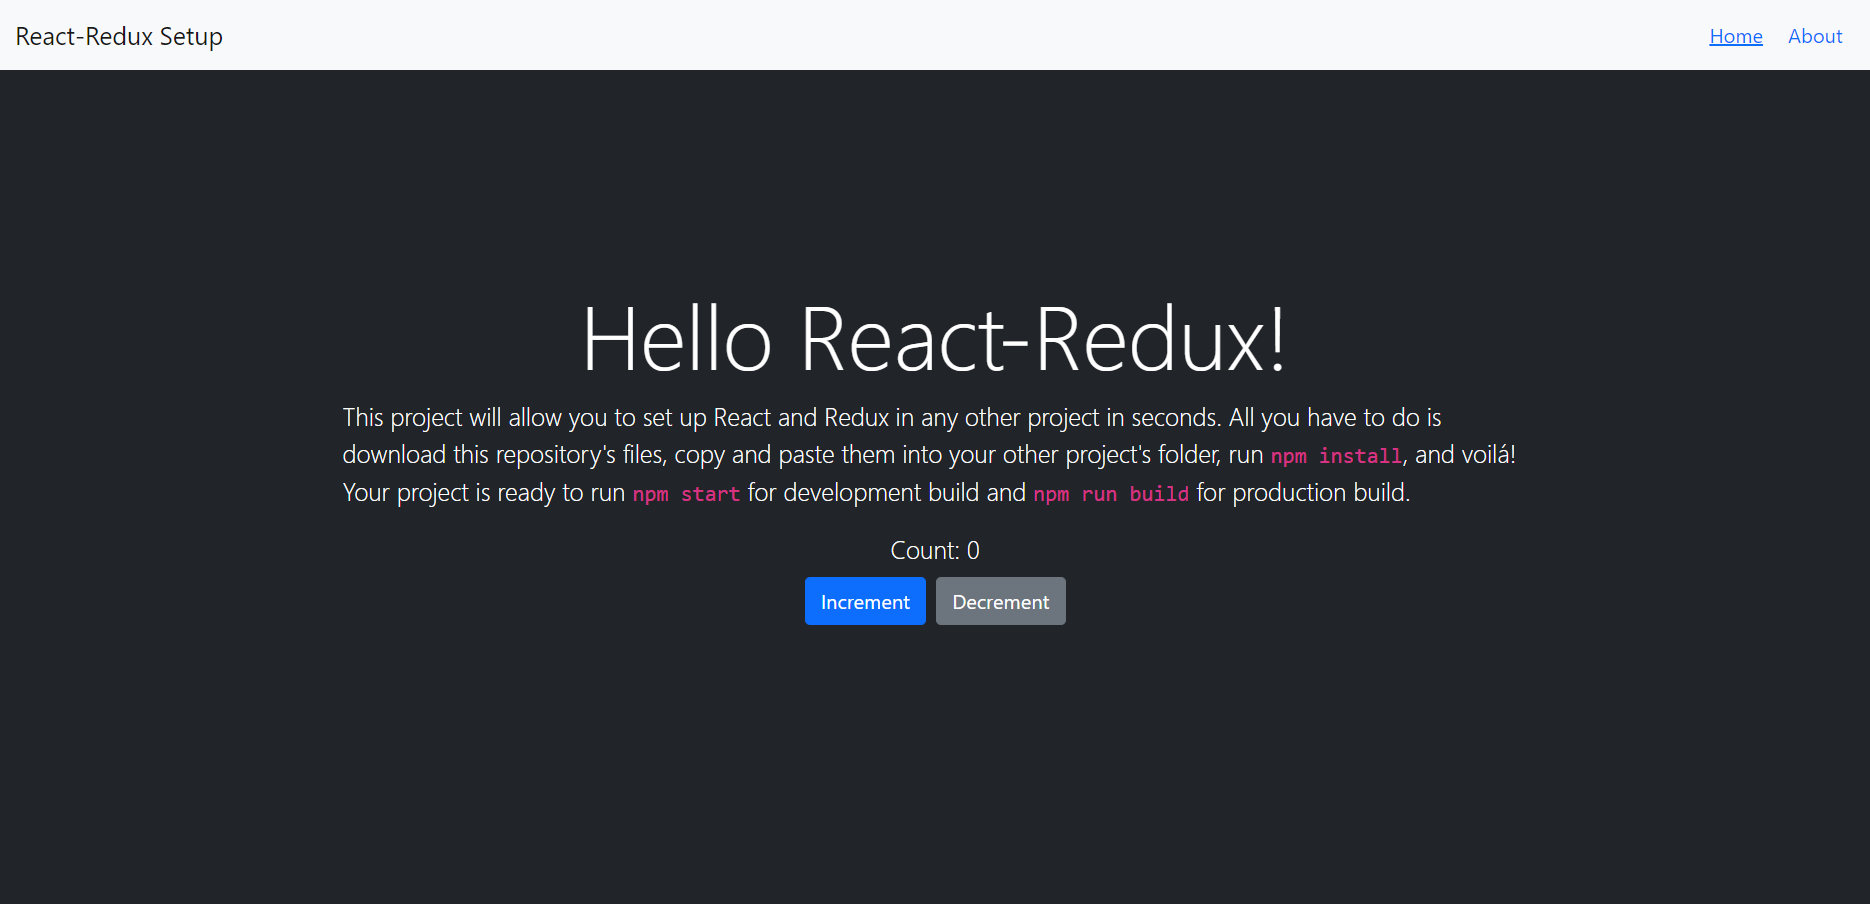 React-Redux Setup
Home About
Hello React-Redux!
This project will allow you to set up React and Redux in any other project in seconds. All you have to do is
download this repository's files, copy and paste them into your other project's folder, run npm install, and voilá!
Your project is ready to run npm start for development build and npm run build for production build.
Count: 0
Increment Decrement